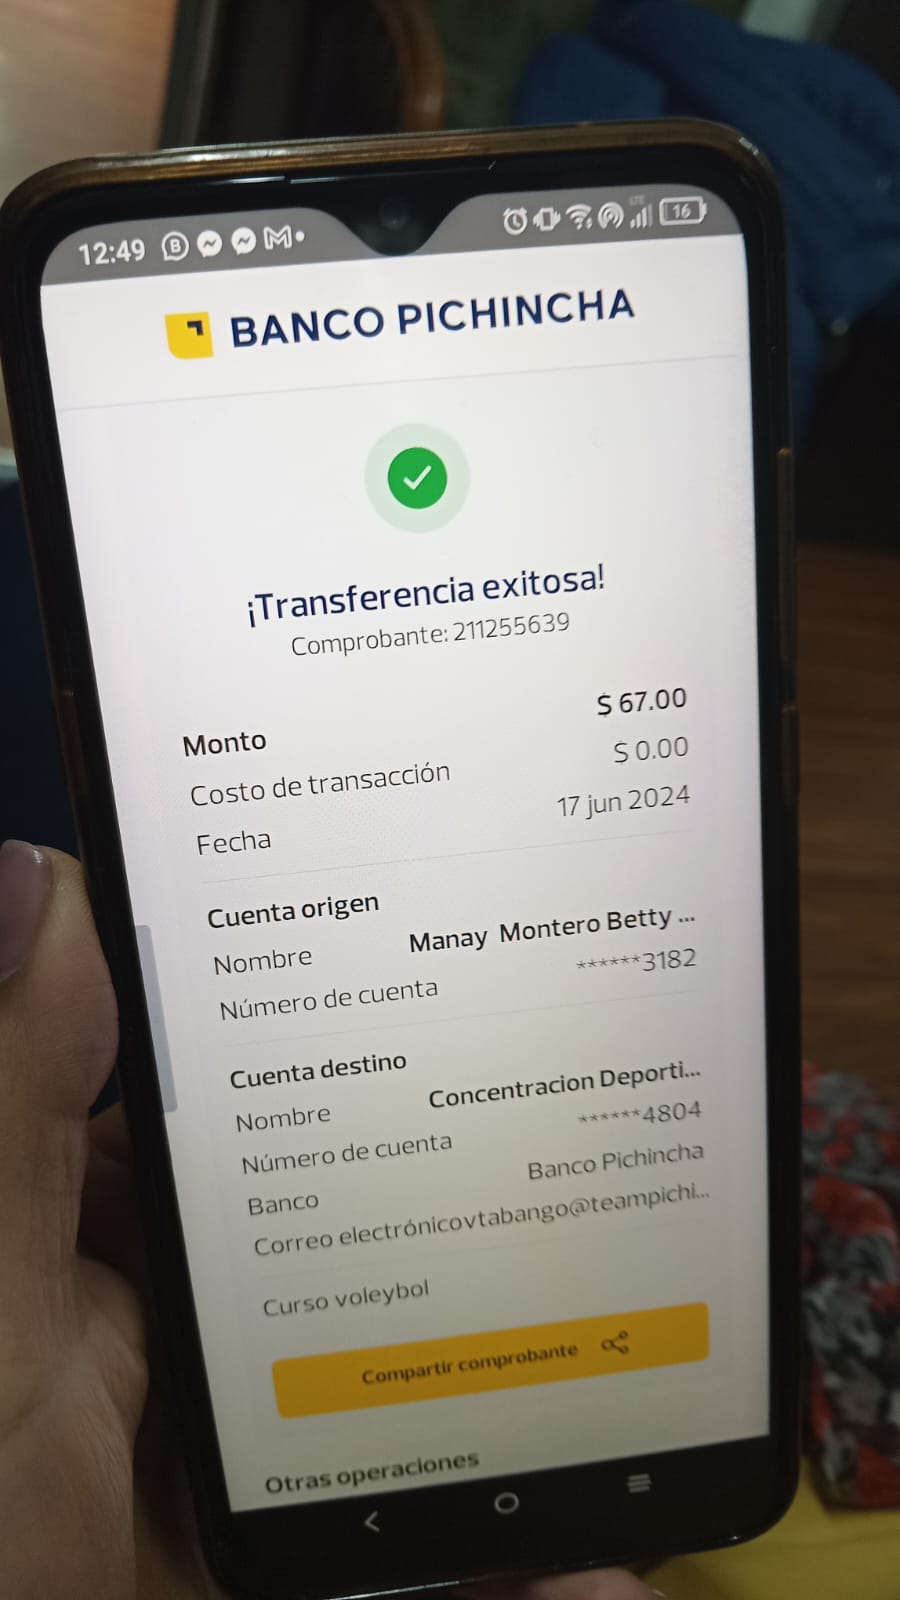 12:49
16
BANCO PICHINCHA
¡Transferencia exitosa!
Comprobante: 211255639
Monto $ 67.00
Costo de transacción $ 0.00
Fecha 17 jun 2024
Cuenta origen
Nombre Manay Montero Betty ...
Número de cuenta ******3182
Cuenta destino
Nombre Concentracion Deporti...
Número de cuenta ******4804
Banco Banco Pichincha
Correo electrónicovtabango@teampichi...
Curso voleybol
Compartir comprobante
Otras operaciones